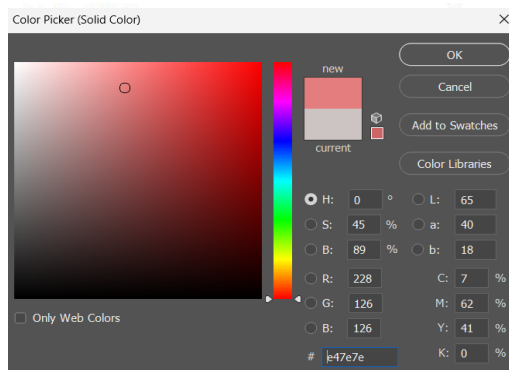 Color Picker (Solid Color)
new
current
OK
Cancel
Add to Swatches
Color Libraries
H: 0 ° L: 65
S: 45 % a: 40
B: 89 % b: 18
R: 228 C: 7 %
G: 126 M: 62 %
B: 126 Y: 41 %
# e47e7e K: 0 %
Only Web Colors